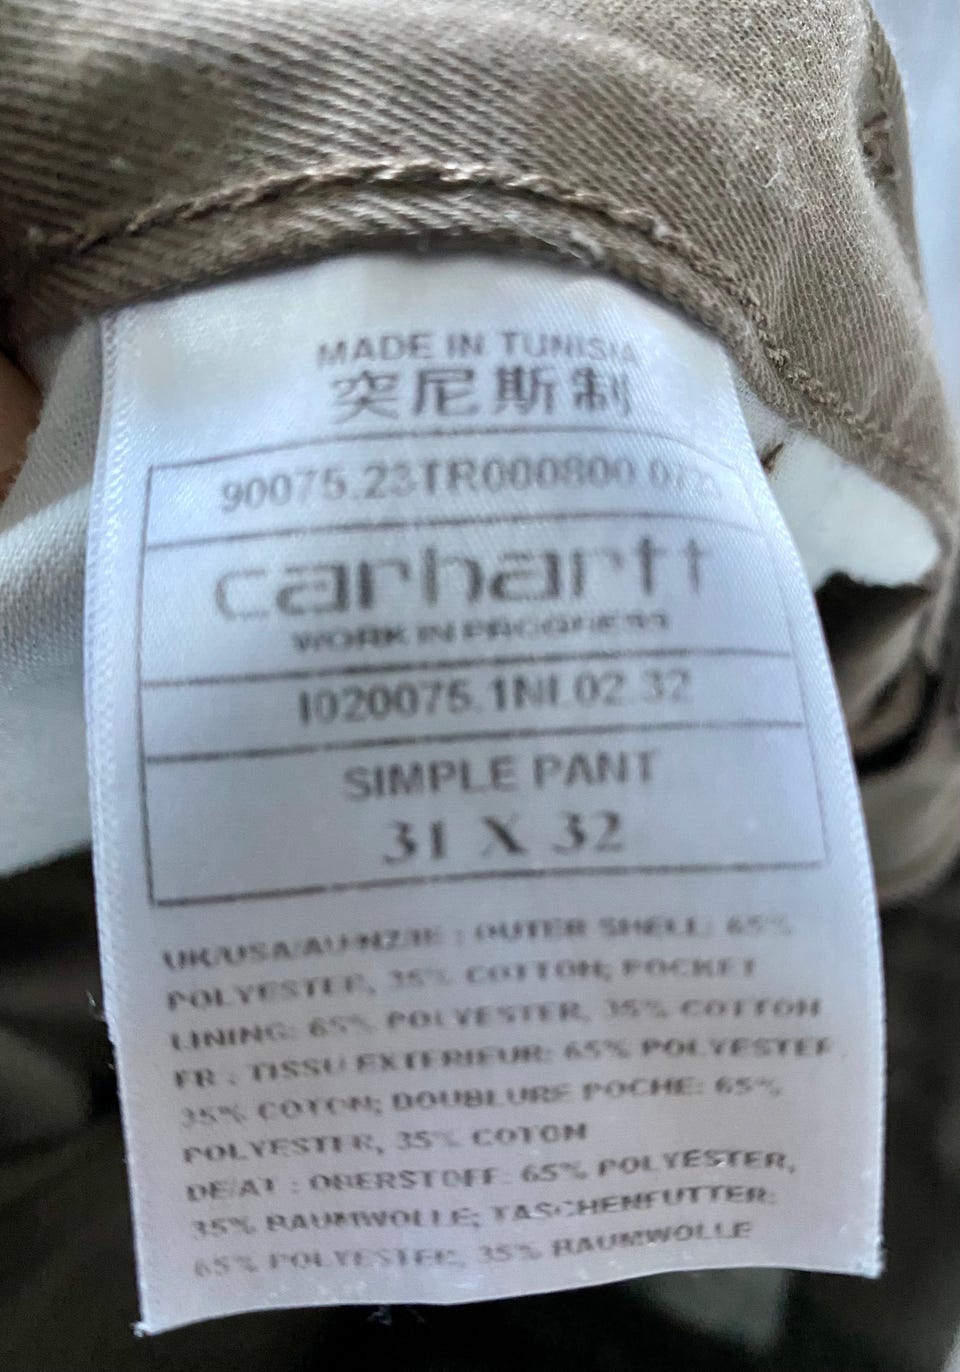 MADE IN TUNISIA
突尼斯制
90075.23TR000800
carhartt
WORK IN PROGRESS
I020075.1NI.02.32
SIMPLE PANT
31 X 32
UK/USA/AU/NZ/IE : OUTER SHELL: 65%
POLYESTER, 35% COTTON; POCKET
LINING: 65% POLYESTER, 35% COTTON
FR : TISSU EXTERIEUR: 65% POLYESTER
35% COTON; DOUBLURE POCHE: 65%
POLYESTER, 35% COTON
DE/AT : OBERSTOFF: 65% POLYESTER,
35% BAUMWOLLE; TASCHENFUTTER:
65% POLYESTER, 35% BAUMWOLLE